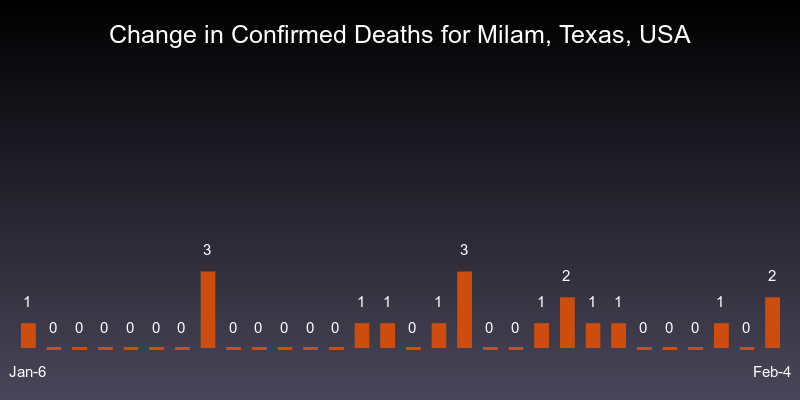 Change in Confirmed Deaths for Milam, Texas, USA
1 0 0 0 0 0 0 3 0 0 0 0 0 1 1 0 1 3 0 0 1 2 1 1 0 0 0 1 0 2
Jan-6 Feb-4